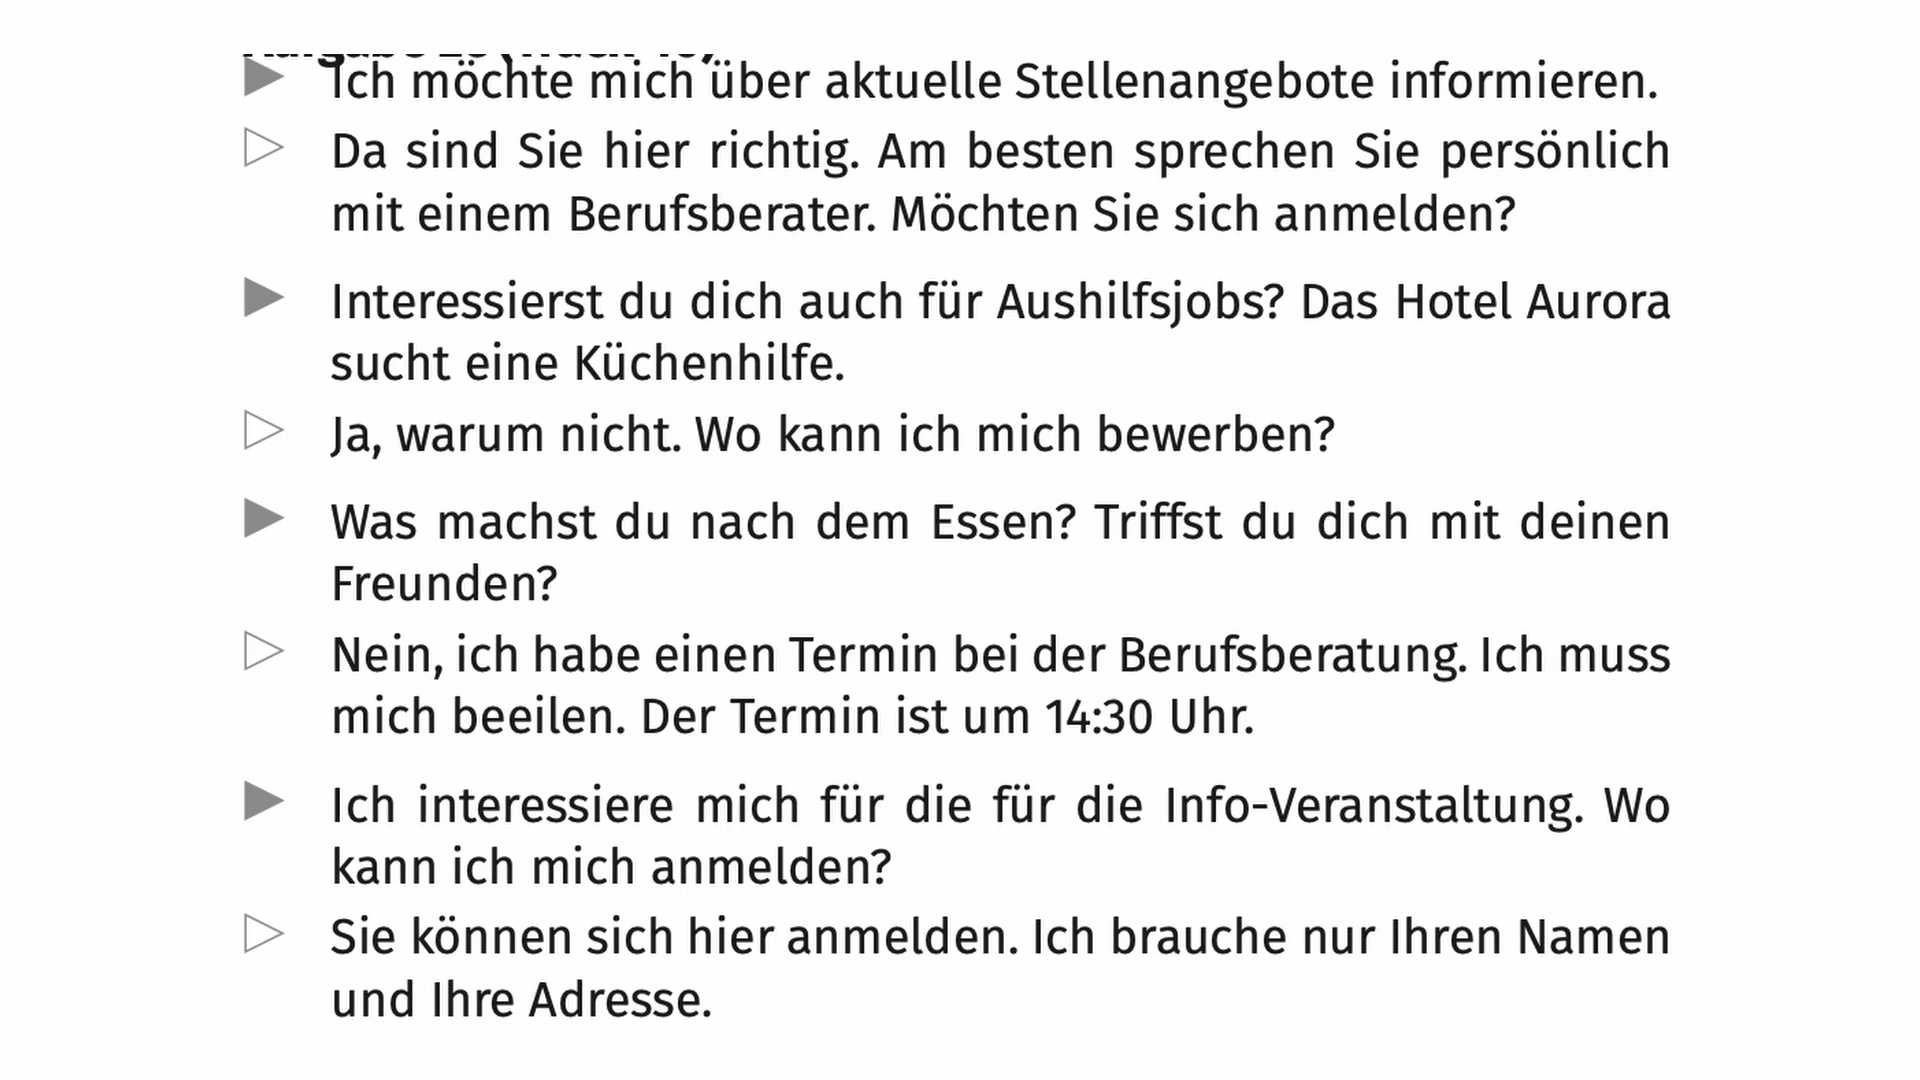 Ich möchte mich über aktuelle Stellenangebote informieren.
Da sind Sie hier richtig. Am besten sprechen Sie persönlich
mit einem Berufsberater. Möchten Sie sich anmelden?
Interessierst du dich auch für Aushilfsjobs? Das Hotel Aurora
sucht eine Küchenhilfe.
Ja, warum nicht. Wo kann ich mich bewerben?
Was machst du nach dem Essen? Triffst du dich mit deinen
Freunden?
Nein, ich habe einen Termin bei der Berufsberatung. Ich muss
mich beeilen. Der Termin ist um 14:30 Uhr.
Ich interessiere mich für die für die Info-Veranstaltung. Wo
kann ich mich anmelden?
Sie können sich hier anmelden. Ich brauche nur Ihren Namen
und Ihre Adresse.